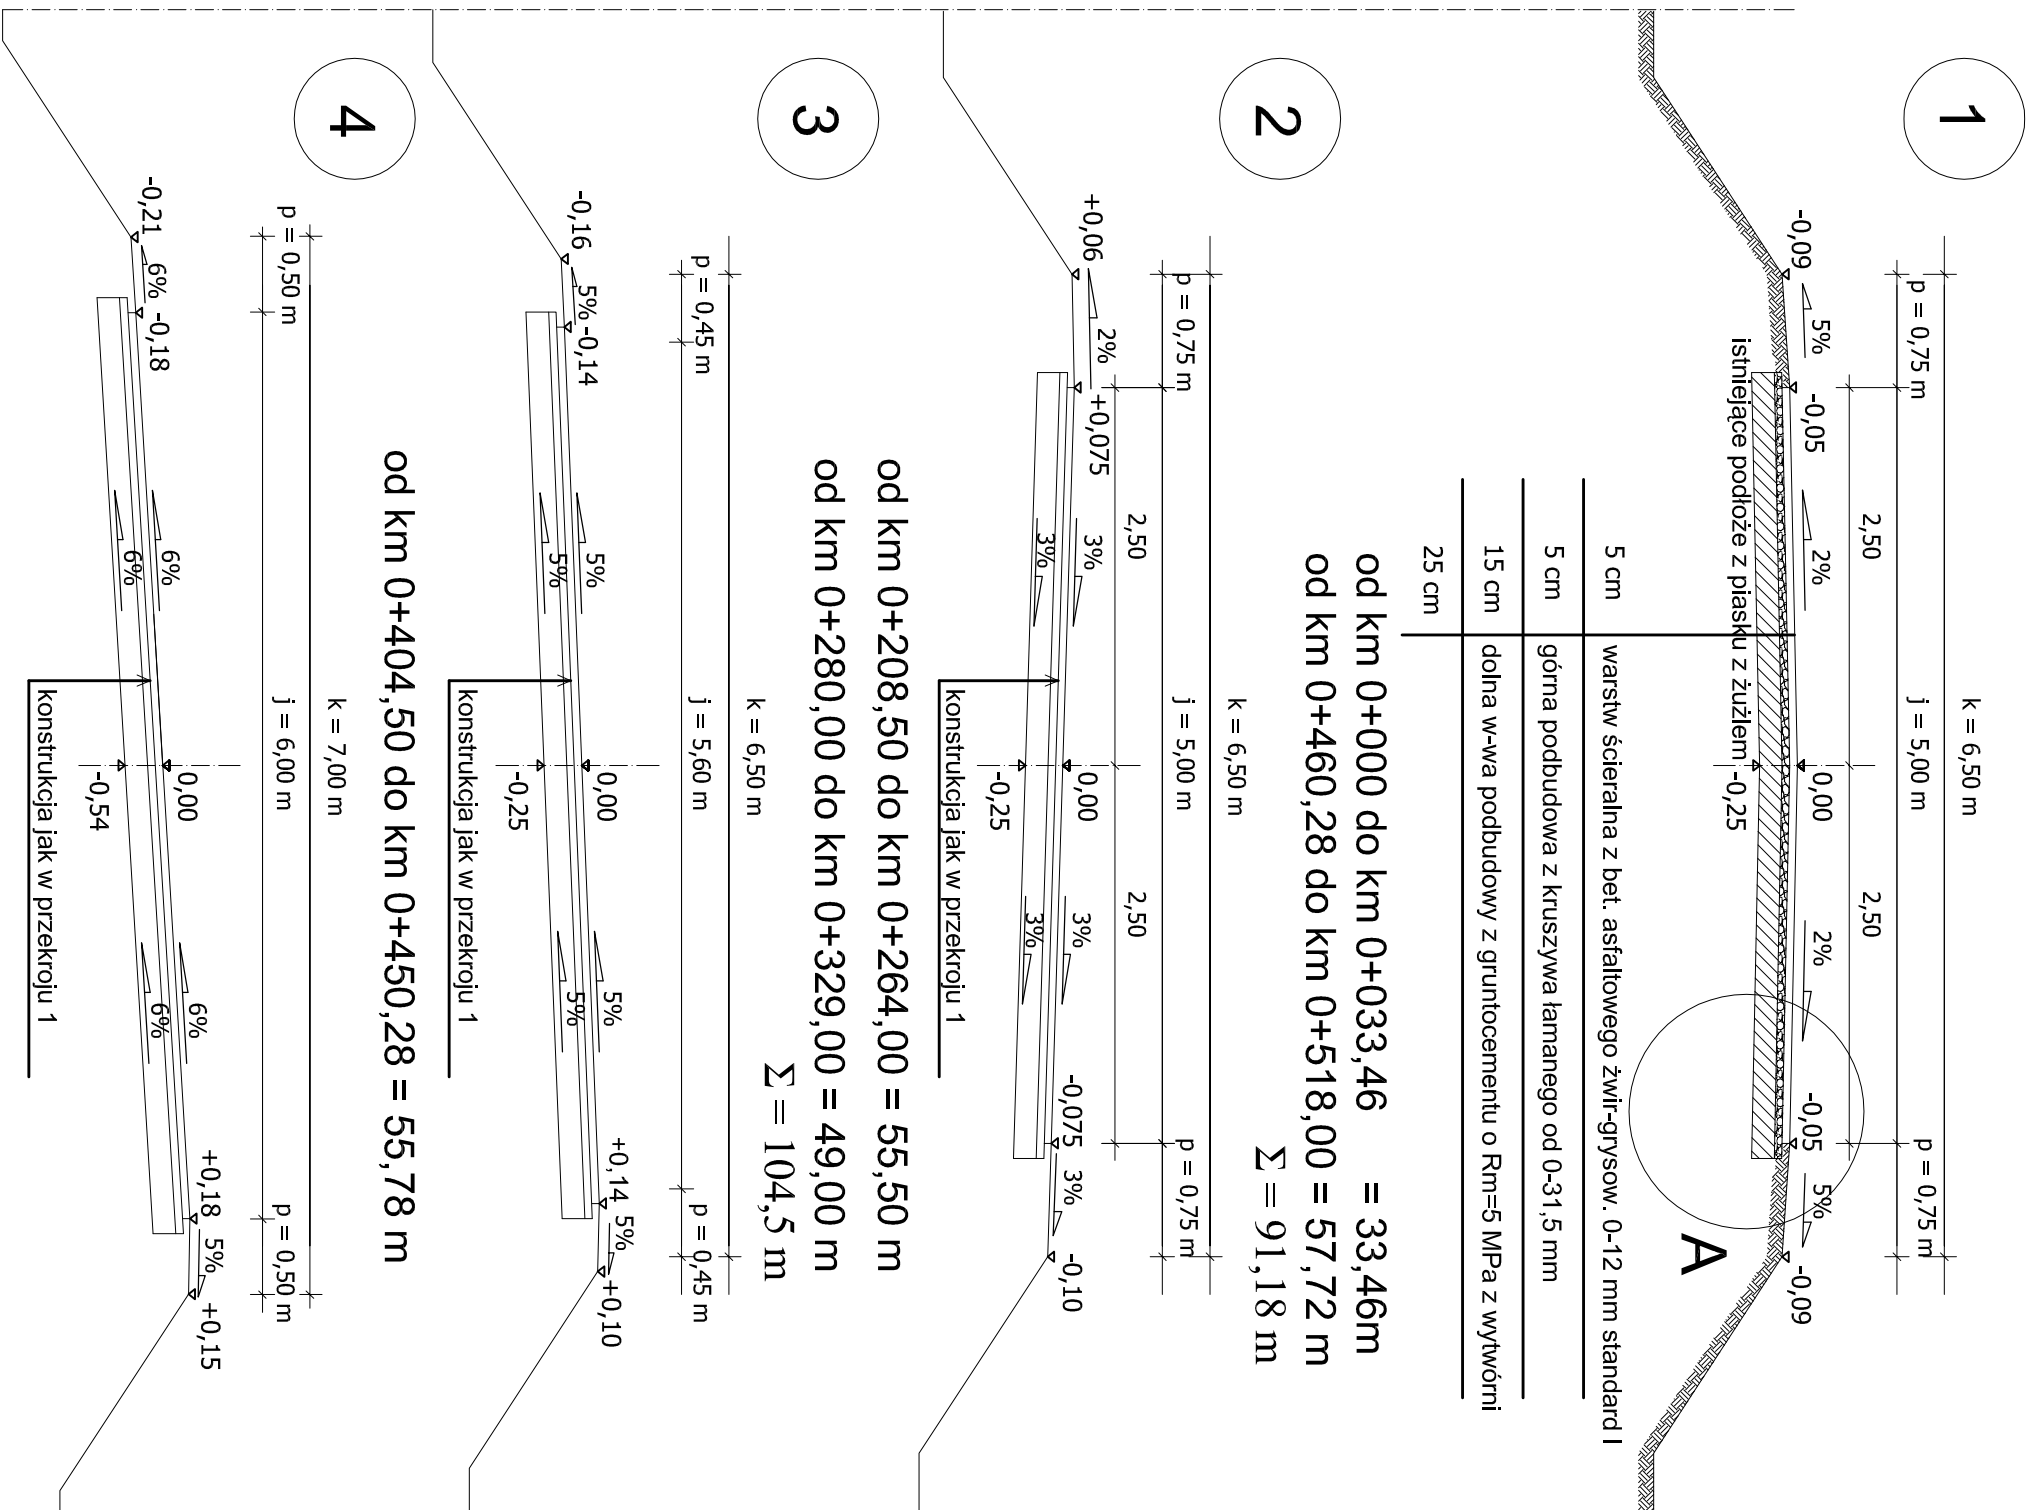 1
k = 6,50 m
p = 0,75 m
j = 5,00 m
p = 0,75 m
2,50
2,50
-0,09
5%
-0,05
2%
0,00
2%
-0,05
5%
-0,09
istniejące podłoże z piasku z żużlem
-0,25
A
5 cm
warstw ścieralna z bet. asfaltowego żwir-grysow. 0-12 mm standard I
5 cm
górna podbudowa z kruszywa łamanego od 0-31,5 mm
15 cm
dolna w-wa podbudowy z gruntocementu o Rm=5 MPa z wytwórni
25 cm
od km 0+000 do km 0+033,46 = 33,46m
od km 0+460,28 do km 0+518,00 = 57,72 m
Σ = 91,18 m
2
k = 6,50 m
p = 0,75 m
j = 5,00 m
p = 0,75 m
2,50
2,50
+0,06
2%
+0,075
3%
0,00
3%
-0,075
3%
-0,10
3%
3%
-0,25
konstrukcja jak w przekroju 1
od km 0+208,50 do km 0+264,00 = 55,50 m
od km 0+280,00 do km 0+329,00 = 49,00 m
Σ = 104,5 m
3
k = 6,50 m
p = 0,45 m
j = 5,60 m
p = 0,45 m
-0,16
5%
-0,14
5%
0,00
5%
+0,14
5%
+0,10
5%
5%
-0,25
konstrukcja jak w przekroju 1
od km 0+404,50 do km 0+450,28 = 55,78 m
4
k = 7,00 m
p = 0,50 m
j = 6,00 m
p = 0,50 m
-0,21
6%
-0,18
6%
0,00
6%
+0,18
5%
+0,15
6%
6%
-0,54
konstrukcja jak w przekroju 1